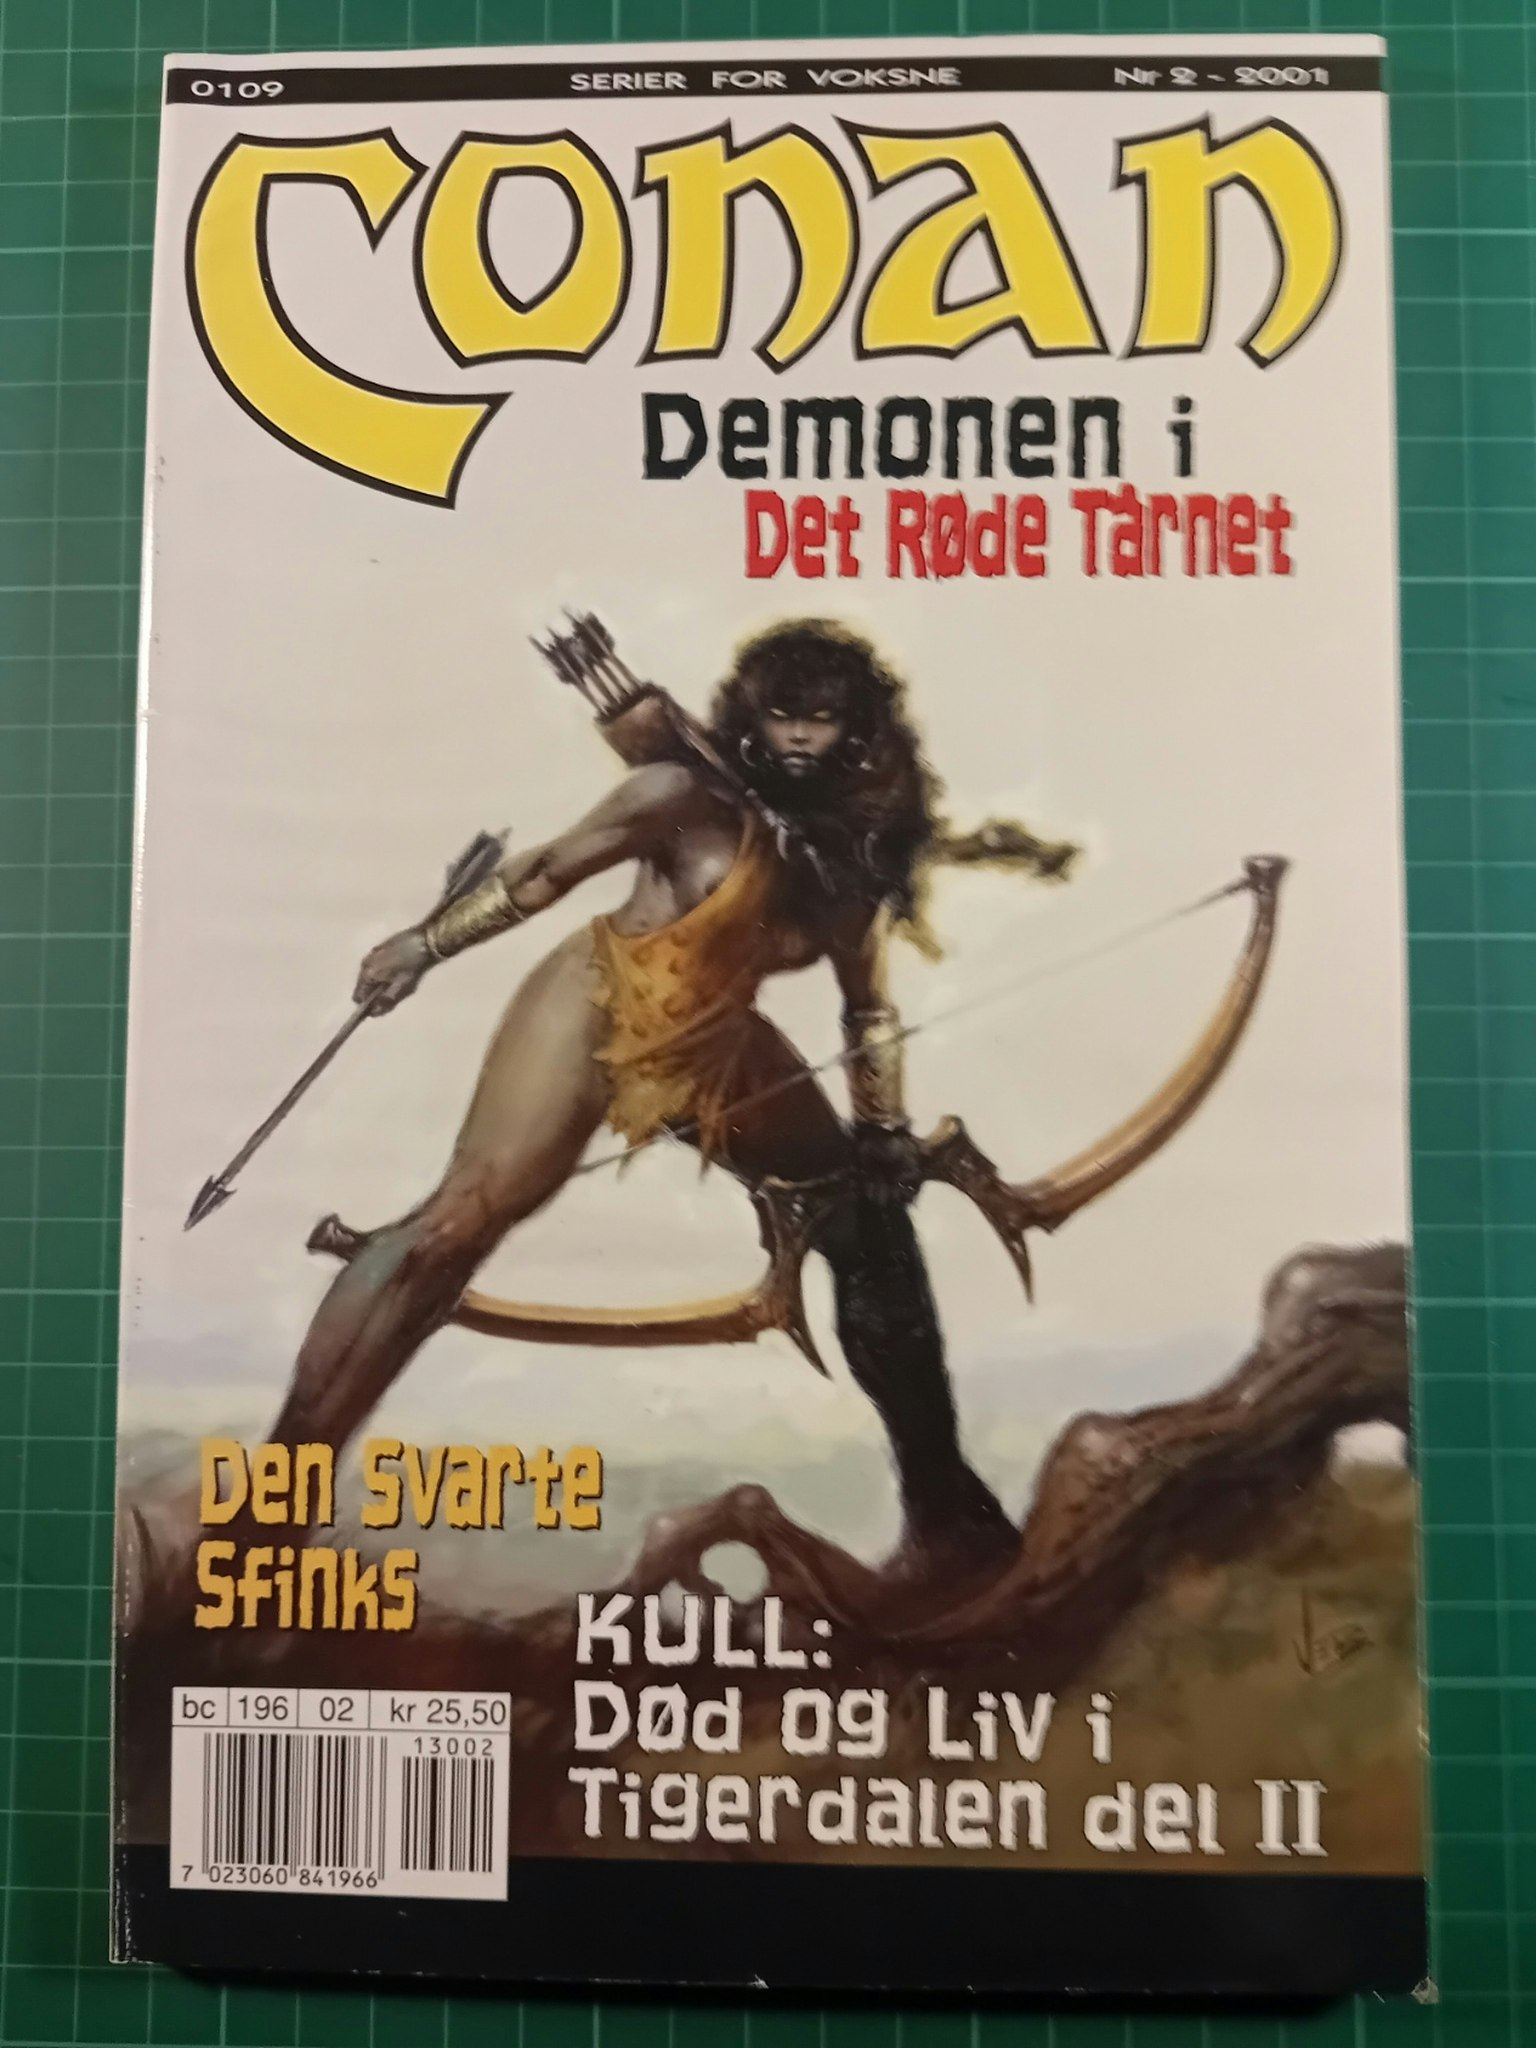 0109 SERIER FOR VOKSNE Nr 2 - 2001
Conan
Demonen i
Det Røde Tårnet
Den Svarte
Sfinks
KULL:
Død og Liv i
Tigerdalen del II
bc 196 02 kr 25,50
13002
7 023060 841966